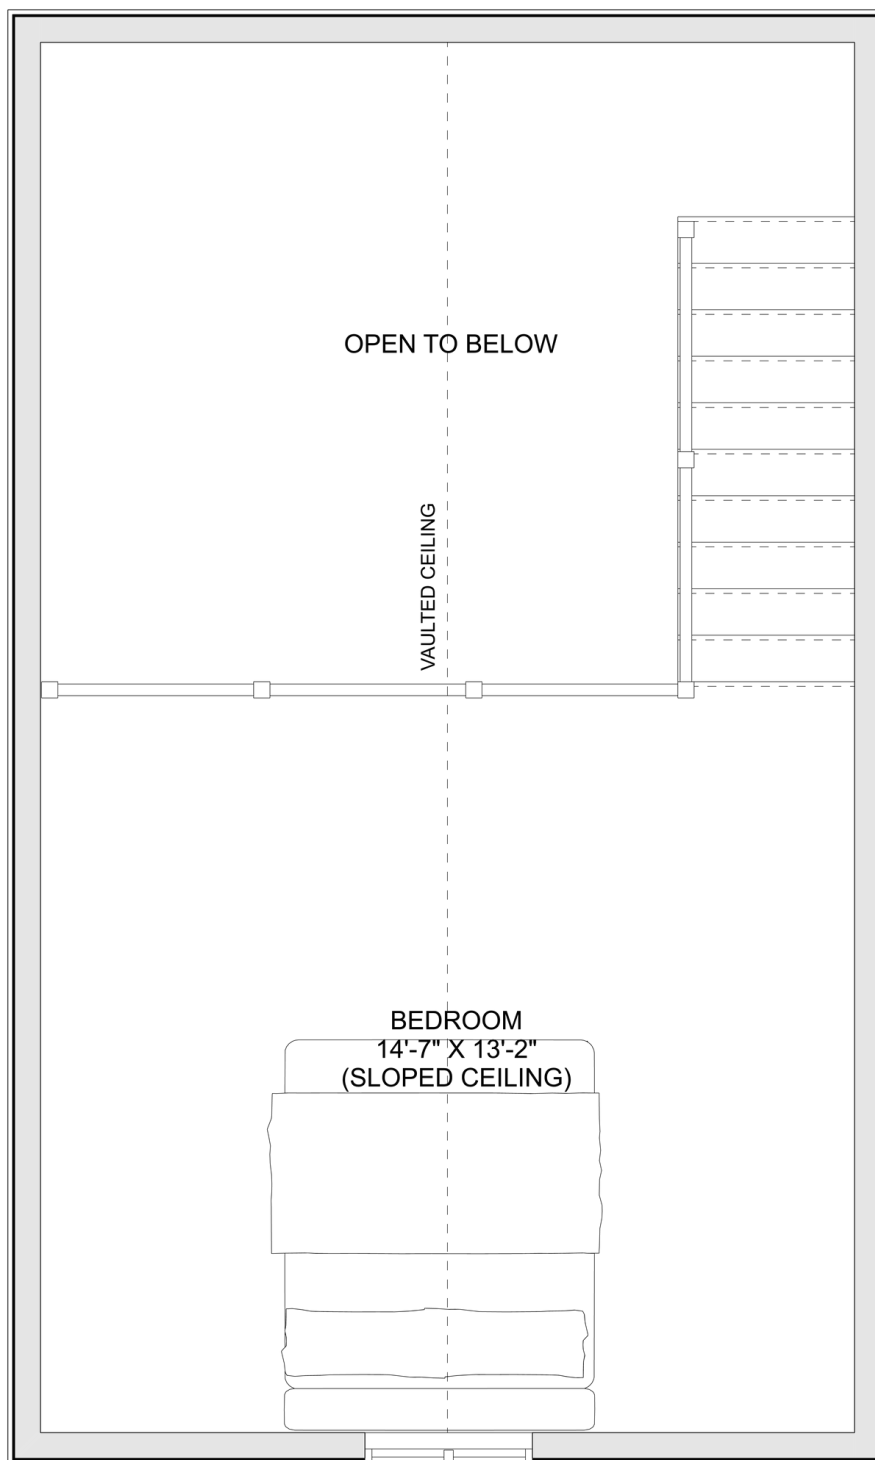 OPEN TO BELOW
VAULTED CEILING
BEDROOM
14'-7" X 13'-2"
(SLOPED CEILING)